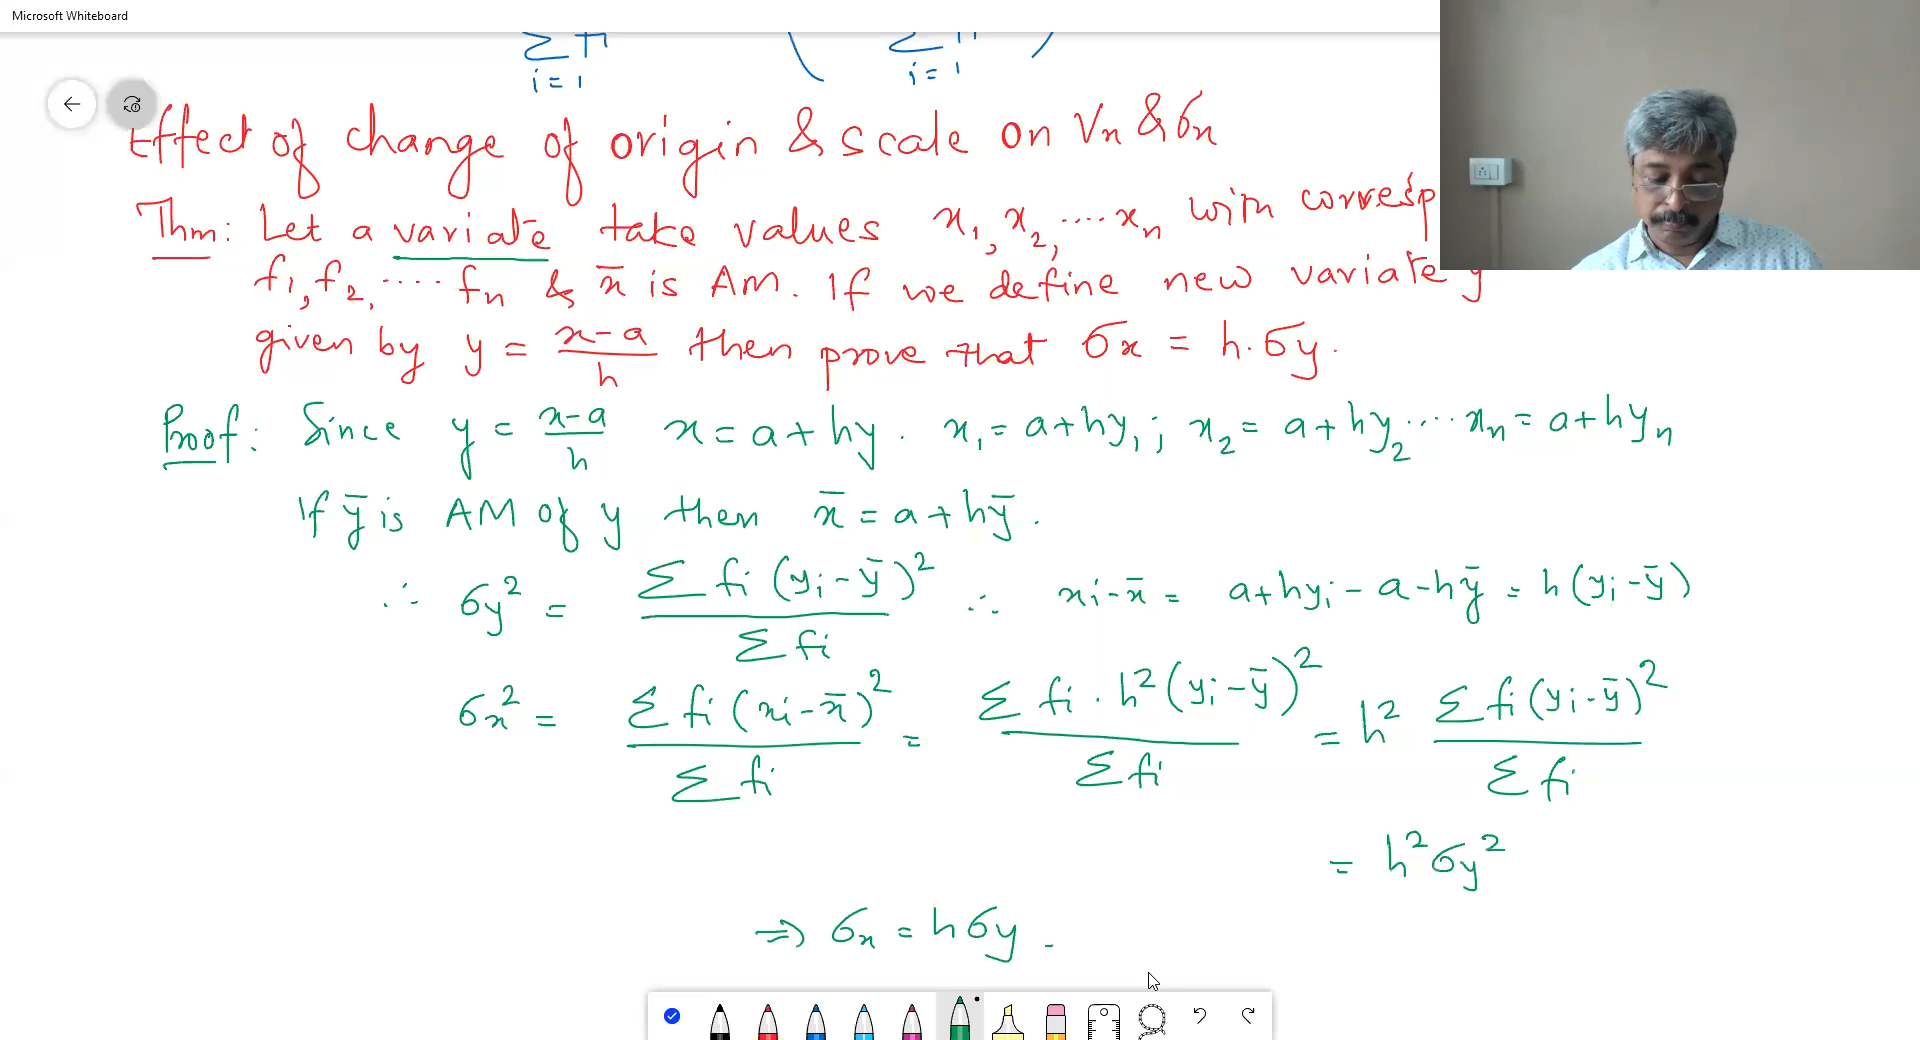 Microsoft Whiteboard
i=1 i=1
Effect of change of origin & scale on Vx & σx
Thm: Let a variate take values x₁, x₂, .... xₙ with corresp
f₁, f₂, .... fₙ & x̄ is AM. If we define new variate y
given by y = (x-a)/h then prove that σx = h.σy.
Proof: Since y = (x-a)/h x = a+hy. x₁ = a+hy₁; x₂ = a+hy₂ .... xₙ = a+hyₙ
If ȳ is AM of y then x̄ = a+hȳ.
∴ σy² = Σfi(yi-ȳ)²/Σfi ∴ xi-x̄ = a+hyi-a-hȳ = h(yi-ȳ)
σx² = Σfi(xi-x̄)²/Σfi = Σfi.h²(yi-ȳ)²/Σfi = h² Σfi(yi-ȳ)²/Σfi
= h²σy²
⇒ σx = hσy.